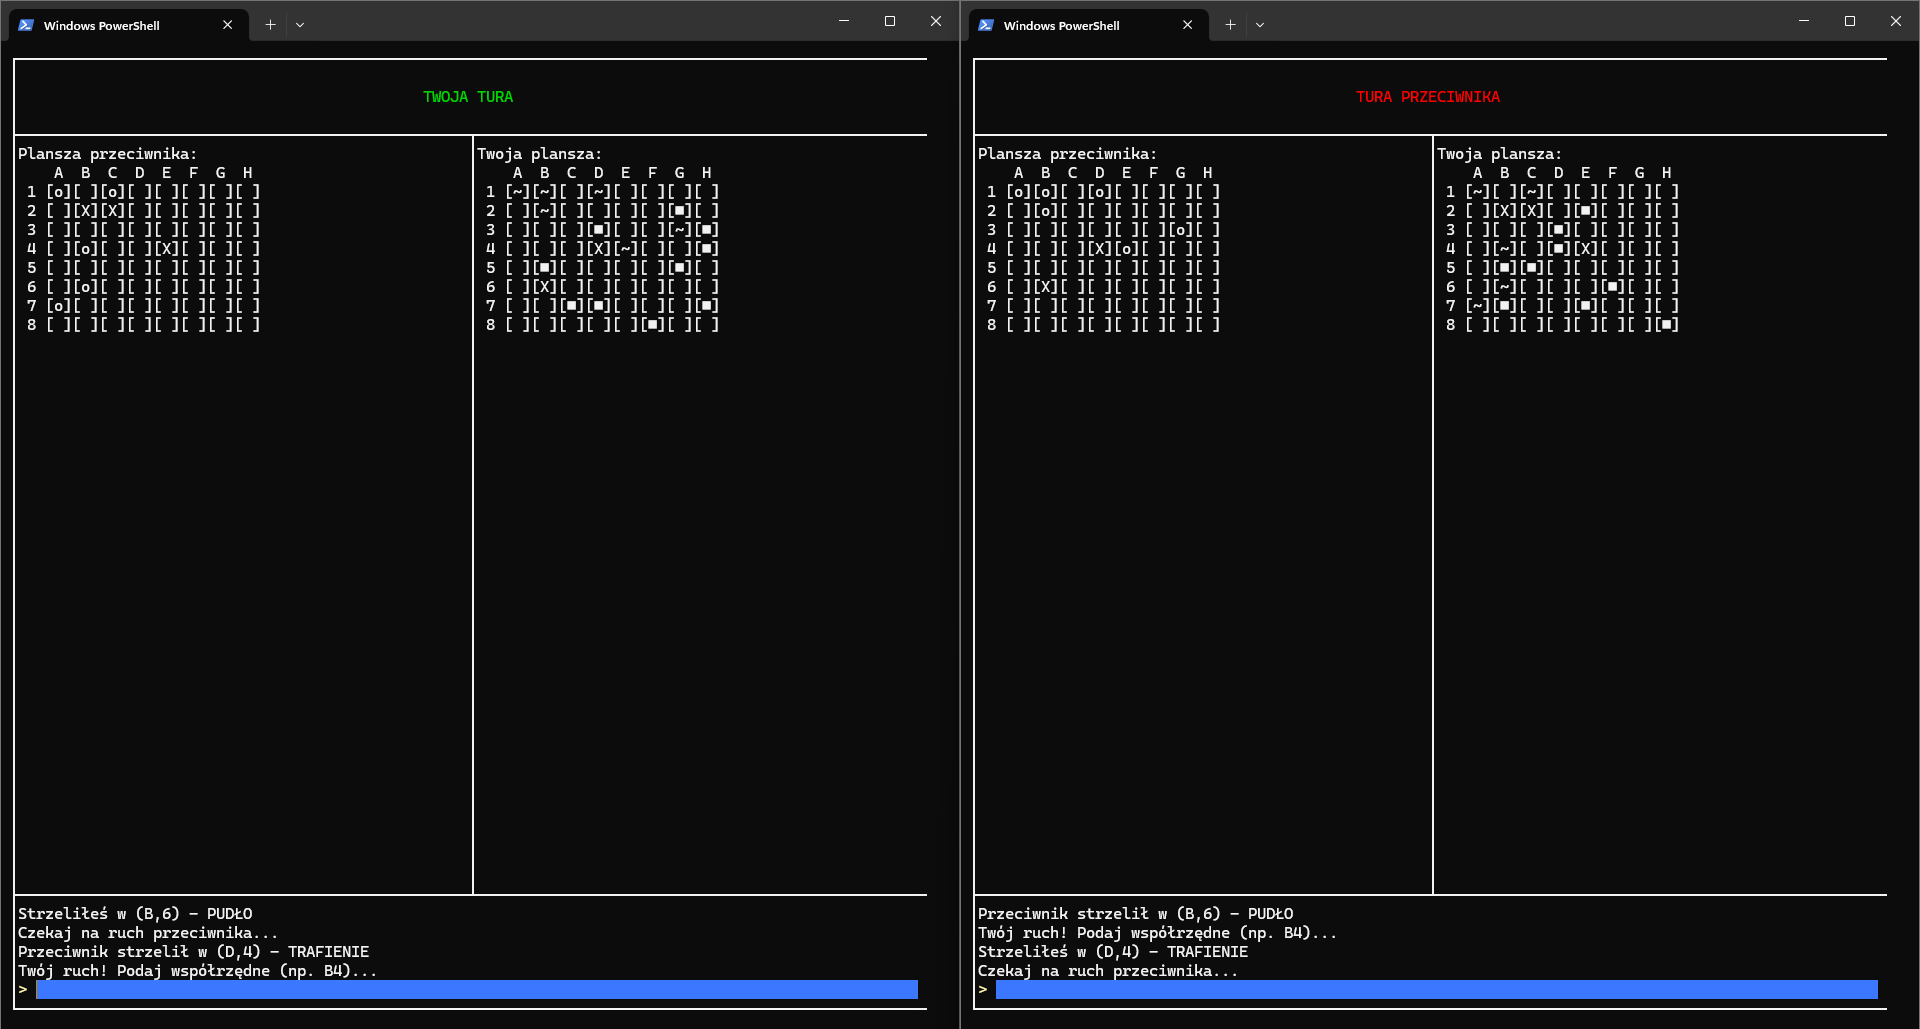 Windows PowerShell
TWOJA TURA
Plansza przeciwnika:
    A  B  C  D  E  F  G  H
 1 [o][ ][o][ ][ ][ ][ ][ ]
 2 [ ][X][X][ ][ ][ ][ ][ ]
 3 [ ][ ][ ][ ][ ][ ][ ][ ]
 4 [ ][o][ ][ ][X][ ][ ][ ]
 5 [ ][ ][ ][ ][ ][ ][ ][ ]
 6 [ ][o][ ][ ][ ][ ][ ][ ]
 7 [o][ ][ ][ ][ ][ ][ ][ ]
 8 [ ][ ][ ][ ][ ][ ][ ][ ]
Twoja plansza:
    A  B  C  D  E  F  G  H
 1 [~][~][ ][~][ ][ ][ ][ ]
 2 [ ][~][ ][ ][ ][ ][■][ ]
 3 [ ][ ][ ][■][ ][ ][~][■]
 4 [ ][ ][ ][X][~][ ][ ][■]
 5 [ ][■][ ][ ][ ][ ][■][ ]
 6 [ ][X][ ][ ][ ][ ][ ][ ]
 7 [ ][ ][■][■][ ][ ][ ][■]
 8 [ ][ ][ ][ ][ ][■][ ][ ]
Strzeliłeś w (B,6) – PUDŁO
Czekaj na ruch przeciwnika...
Przeciwnik strzelił w (D,4) – TRAFIENIE
Twój ruch! Podaj współrzędne (np. B4)...
>
Windows PowerShell
TURA PRZECIWNIKA
Plansza przeciwnika:
    A  B  C  D  E  F  G  H
 1 [o][o][ ][o][ ][ ][ ][ ]
 2 [ ][o][ ][ ][ ][ ][ ][ ]
 3 [ ][ ][ ][ ][ ][ ][o][ ]
 4 [ ][ ][ ][X][o][ ][ ][ ]
 5 [ ][ ][ ][ ][ ][ ][ ][ ]
 6 [ ][X][ ][ ][ ][ ][ ][ ]
 7 [ ][ ][ ][ ][ ][ ][ ][ ]
 8 [ ][ ][ ][ ][ ][ ][ ][ ]
Twoja plansza:
    A  B  C  D  E  F  G  H
 1 [~][ ][~][ ][ ][ ][ ][ ]
 2 [ ][X][X][ ][■][ ][ ][ ]
 3 [ ][ ][ ][■][ ][ ][ ][ ]
 4 [ ][~][ ][■][X][ ][ ][ ]
 5 [ ][■][■][ ][ ][ ][ ][ ]
 6 [ ][~][ ][ ][ ][■][ ][ ]
 7 [~][■][ ][ ][■][ ][ ][ ]
 8 [ ][ ][ ][ ][ ][ ][ ][■]
Przeciwnik strzelił w (B,6) – PUDŁO
Twój ruch! Podaj współrzędne (np. B4)...
Strzeliłeś w (D,4) – TRAFIENIE
Czekaj na ruch przeciwnika...
>